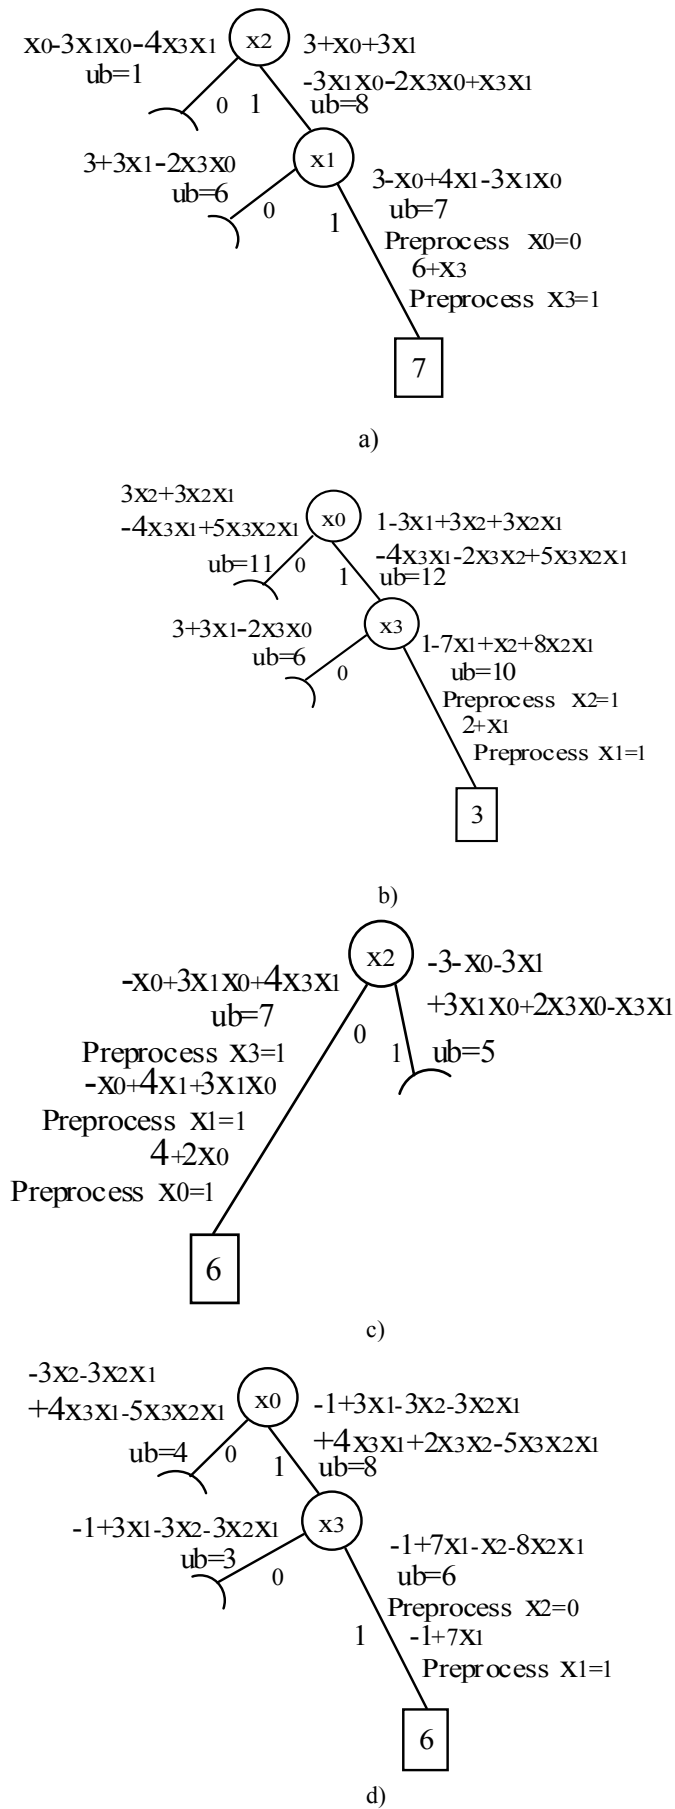 x2
x0-3x1x0-4x3x1
3+x0+3x1
ub=1
-3x1x0-2x3x0+x3x1
0
1
ub=8
x1
3+3x1-2x3x0
3-x0+4x1-3x1x0
ub=6
ub=7
0
1
Preprocess x0=0
6+x3
Preprocess x3=1
7
a)
3x2+3x2x1
x0
1-3x1+3x2+3x2x1
-4x3x1+5x3x2x1
-4x3x1-2x3x2+5x3x2x1
ub=11
0
1
ub=12
3+3x1-2x3x0
x3
1-7x1+x2+8x2x1
ub=6
0
ub=10
Preprocess x2=1
2+x1
Preprocess x1=1
3
b)
x2
-3-x0-3x1
-x0+3x1x0+4x3x1
+3x1x0+2x3x0-x3x1
ub=7
0
1
ub=5
Preprocess x3=1
-x0+4x1+3x1x0
Preprocess x1=1
4+2x0
Preprocess x0=1
6
c)
-3x2-3x2x1
x0
-1+3x1-3x2-3x2x1
+4x3x1-5x3x2x1
+4x3x1+2x3x2-5x3x2x1
ub=4
0
1
ub=8
-1+3x1-3x2-3x2x1
x3
-1+7x1-x2-8x2x1
ub=3
0
ub=6
Preprocess x2=0
1
-1+7x1
Preprocess x1=1
6
d)